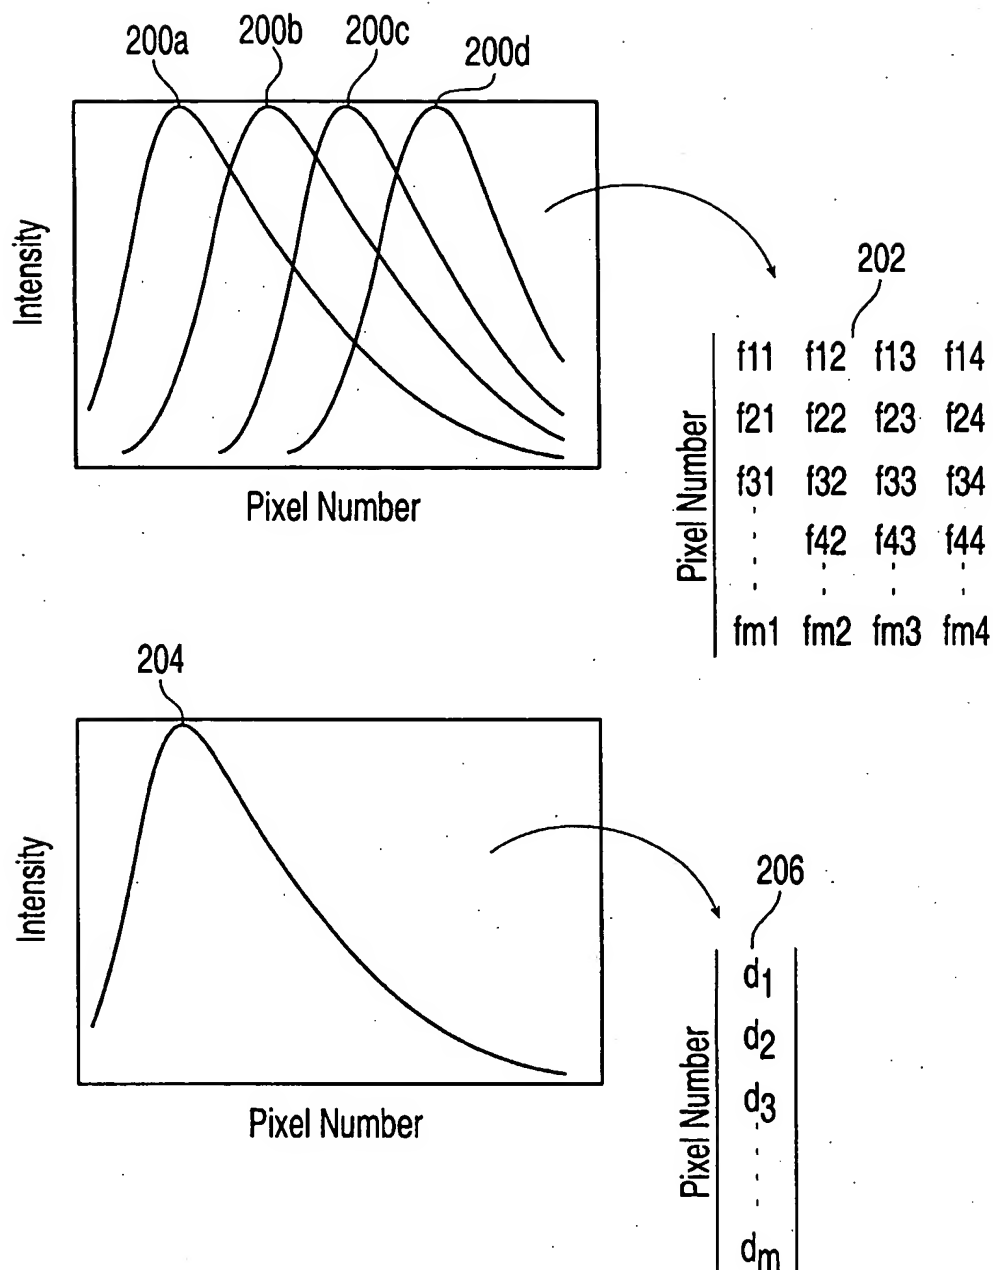 200a 200b 200c 200d
Intensity
Pixel Number
202
Pixel Number
f11 f12 f13 f14
f21 f22 f23 f24
f31 f32 f33 f34
f42 f43 f44
fm1 fm2 fm3 fm4
204
Intensity
Pixel Number
206
Pixel Number
d1
d2
d3
dm